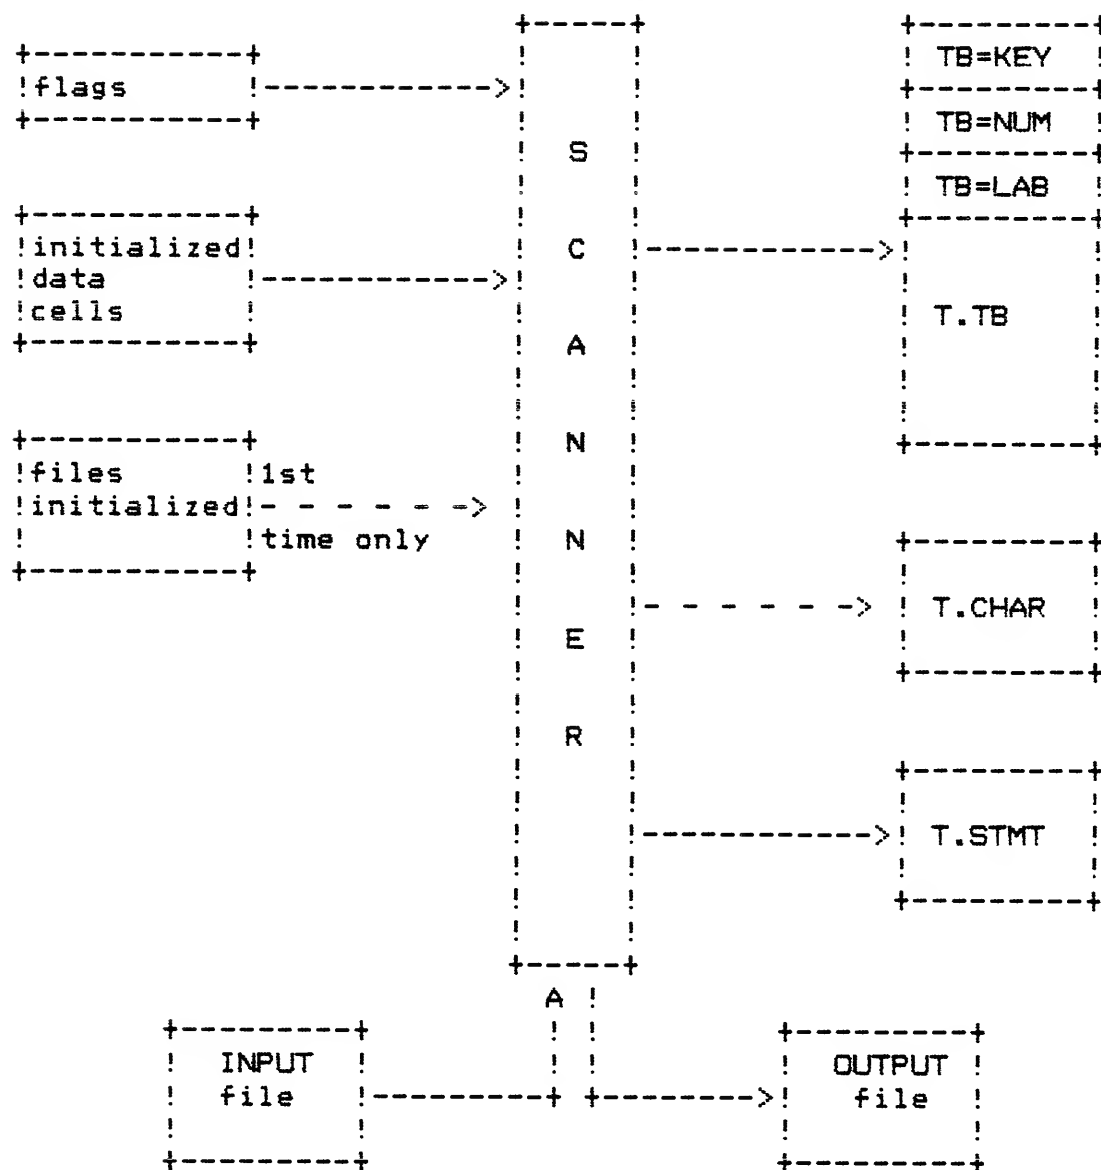 flags
initialized
data
cells
files
initialized
1st
time only
S
C
A
N
N
E
R
TB=KEY
TB=NUM
TB=LAB
T.TB
T.CHAR
T.STMT
A
INPUT
file
OUTPUT
file